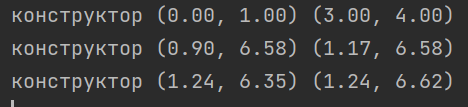 конструктор (0.00, 1.00) (3.00, 4.00)
конструктор (0.90, 6.58) (1.17, 6.58)
конструктор (1.24, 6.35) (1.24, 6.62)